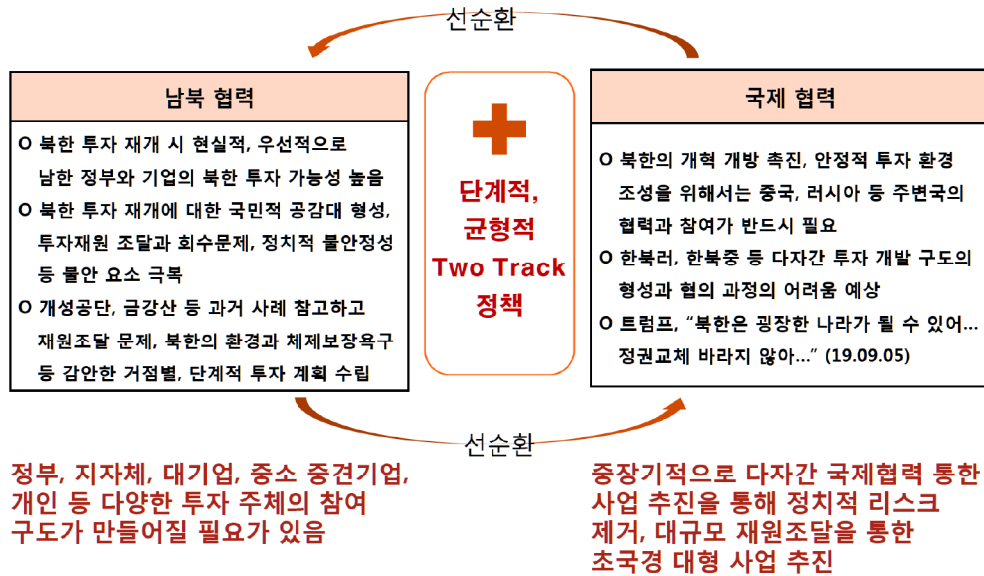 선순환
남북 협력
O 북한 투자 재개 시 현실적, 우선적으로
남한 정부와 기업의 북한 투자 가능성 높음
O 북한 투자 재개에 대한 국민적 공감대 형성,
투자재원 조달과 회수문제, 정치적 불안정성
등 불안 요소 극복
O 개성공단, 금강산 등 과거 사례 참고하고
재원조달 문제, 북한의 환경과 체제보장욕구
등 감안한 거점별, 단계적 투자 계획 수립
단계적,
균형적
Two Track
정책
국제 협력
O 북한의 개혁 개방 촉진, 안정적 투자 환경
조성을 위해서는 중국, 러시아 등 주변국의
협력과 참여가 반드시 필요
O 한북러, 한북중 등 다자간 투자 개발 구도의
형성과 협의 과정의 어려움 예상
O 트럼프, “북한은 굉장한 나라가 될 수 있어...
정권교체 바라지 않아...” (19.09.05)
선순환
정부, 지자체, 대기업, 중소 중견기업,
개인 등 다양한 투자 주체의 참여
구도가 만들어질 필요가 있음
중장기적으로 다자간 국제협력 통한
사업 추진을 통해 정치적 리스크
제거, 대규모 재원조달을 통한
초국경 대형 사업 추진